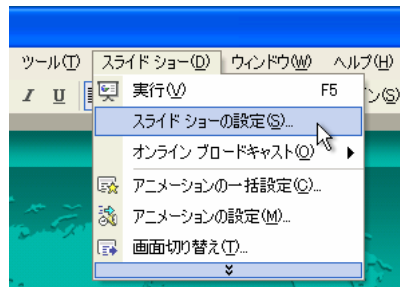 ツール(T) スライド ショー(D) ウィンドウ(W) ヘルプ(H)
I U
実行(V) F5
スライド ショーの設定(S)...
オンライン ブロードキャスト(O)
アニメーションの一括設定(C)...
アニメーションの設定(M)...
画面切り替え(T)...